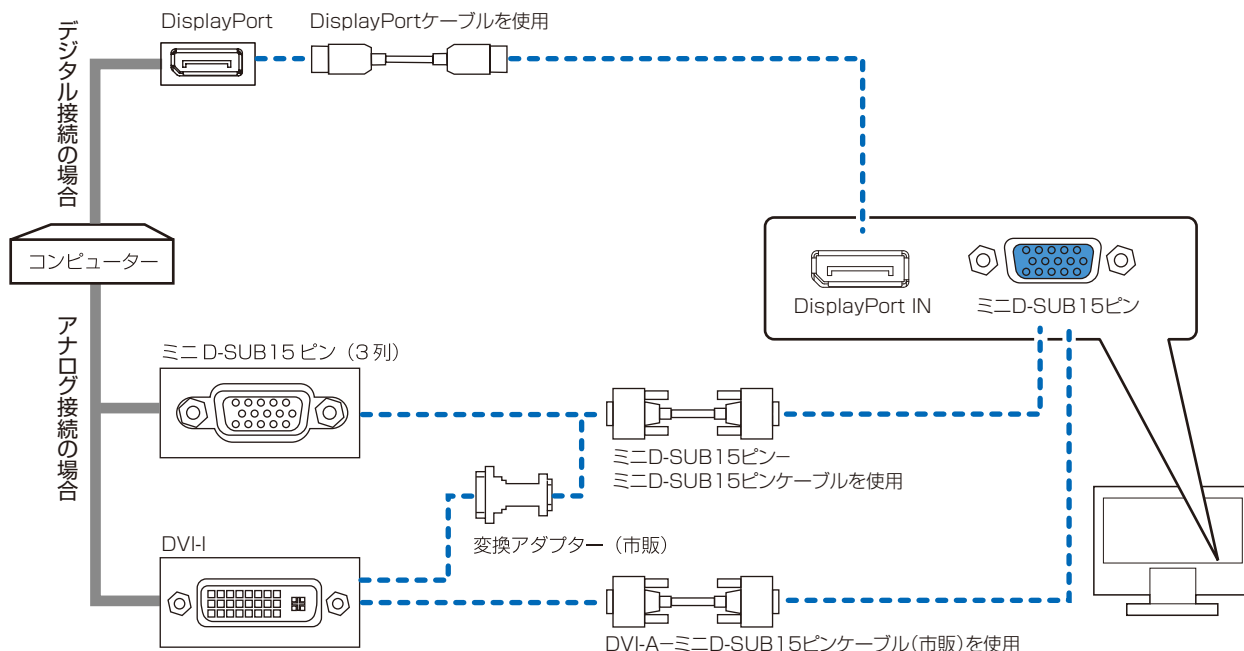 デジタル接続の場合
DisplayPort
DisplayPortケーブルを使用
コンピューター
DisplayPort IN
ミニD-SUB15ピン
アナログ接続の場合
ミニ D-SUB15 ピン（3 列）
ミニD-SUB15ピンー
ミニD-SUB15ピンケーブルを使用
変換アダプター（市販）
DVI-I
DVI-A−ミニD-SUB15ピンケーブル（市販）を使用